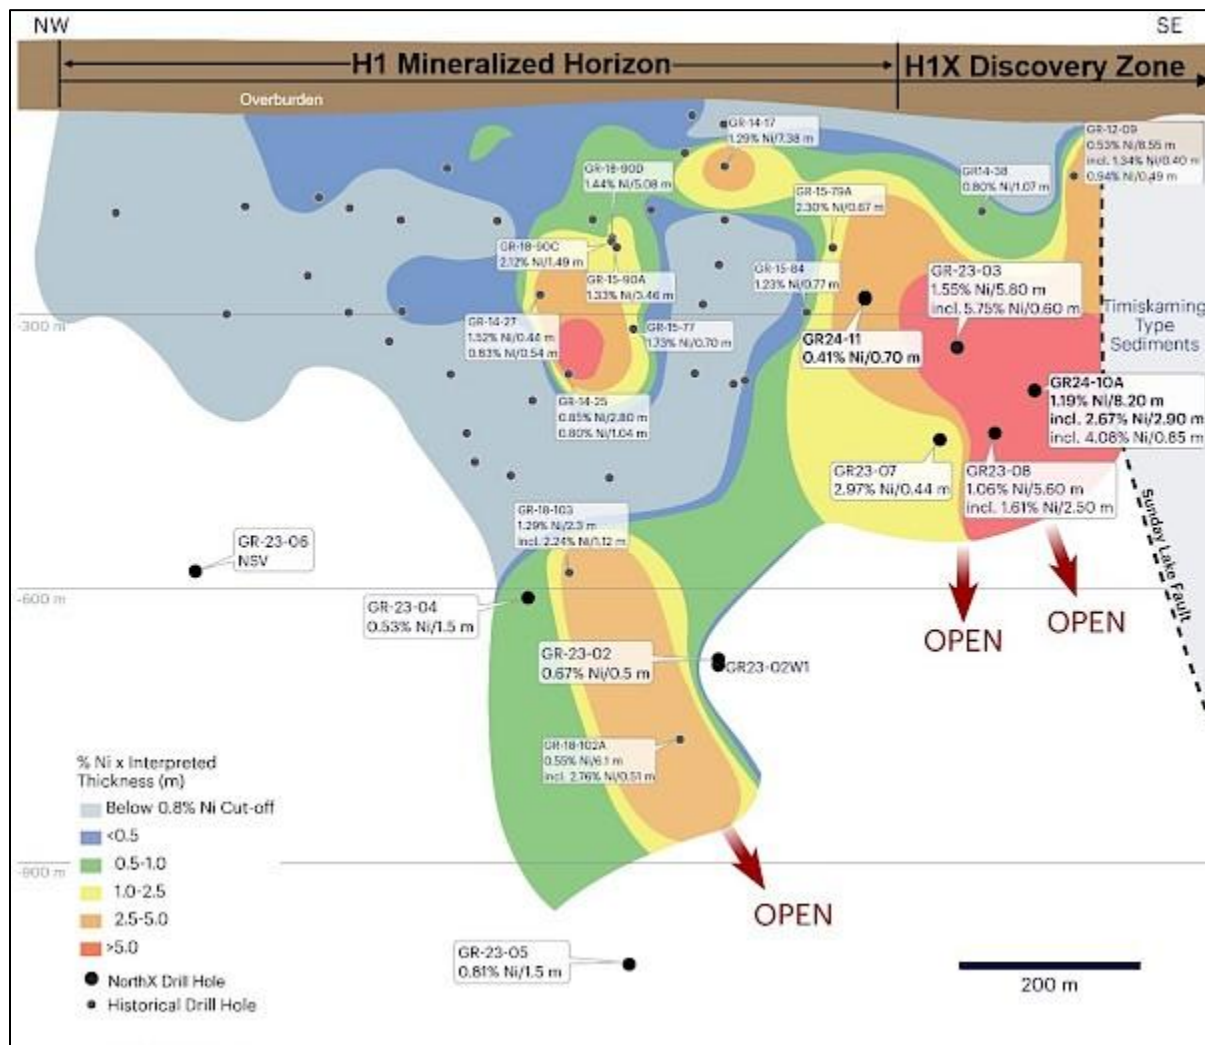 NW
SE
H1 Mineralized Horizon
H1X Discovery Zone
Overburden
GR-14-17
1.29% Ni/7.38 m
GR-12-09
0.53% Ni/8.55 m
incl. 1.34% Ni/0.40 m
0.94% Ni/0.49 m
GR-18-90D
1.44% Ni/5.08 m
GR14-38
0.80% Ni/1.07 m
GR-15-79A
2.30% Ni/0.67 m
GR-18-90C
2.12% Ni/1.49 m
GR-15-90A
1.33% Ni/3.46 m
GR-15-84
1.23% Ni/0.77 m
GR-23-03
1.55% Ni/5.80 m
incl. 5.75% Ni/0.60 m
-300 m
GR-14-27
1.52% Ni/0.44 m
0.83% Ni/0.54 m
GR-15-77
1.73% Ni/0.70 m
GR24-11
0.41% Ni/0.70 m
Timiskaming
Type
Sediments
GR-14-25
0.85% Ni/2.80 m
0.80% Ni/1.04 m
GR24-10A
1.19% Ni/8.20 m
incl. 2.67% Ni/2.90 m
incl. 4.08% Ni/0.85 m
GR23-07
2.97% Ni/0.44 m
GR23-08
1.06% Ni/5.60 m
incl. 1.61% Ni/2.50 m
GR-18-103
1.29% Ni/2.3 m
incl. 2.24% Ni/1.12 m
Sunday Lake Fault
GR-23-06
NSV
-600 m
GR-23-04
0.53% Ni/1.5 m
OPEN
OPEN
GR-23-02
0.67% Ni/0.5 m
GR23-02W1
GR-18-102A
0.55% Ni/6.1 m
incl. 2.76% Ni/0.51 m
% Ni x Interpreted
Thickness (m)
Below 0.8% Ni Cut-off
<0.5
0.5-1.0
1.0-2.5
2.5-5.0
>5.0
NorthX Drill Hole
Historical Drill Hole
-900 m
OPEN
GR-23-05
0.81% Ni/1.5 m
200 m